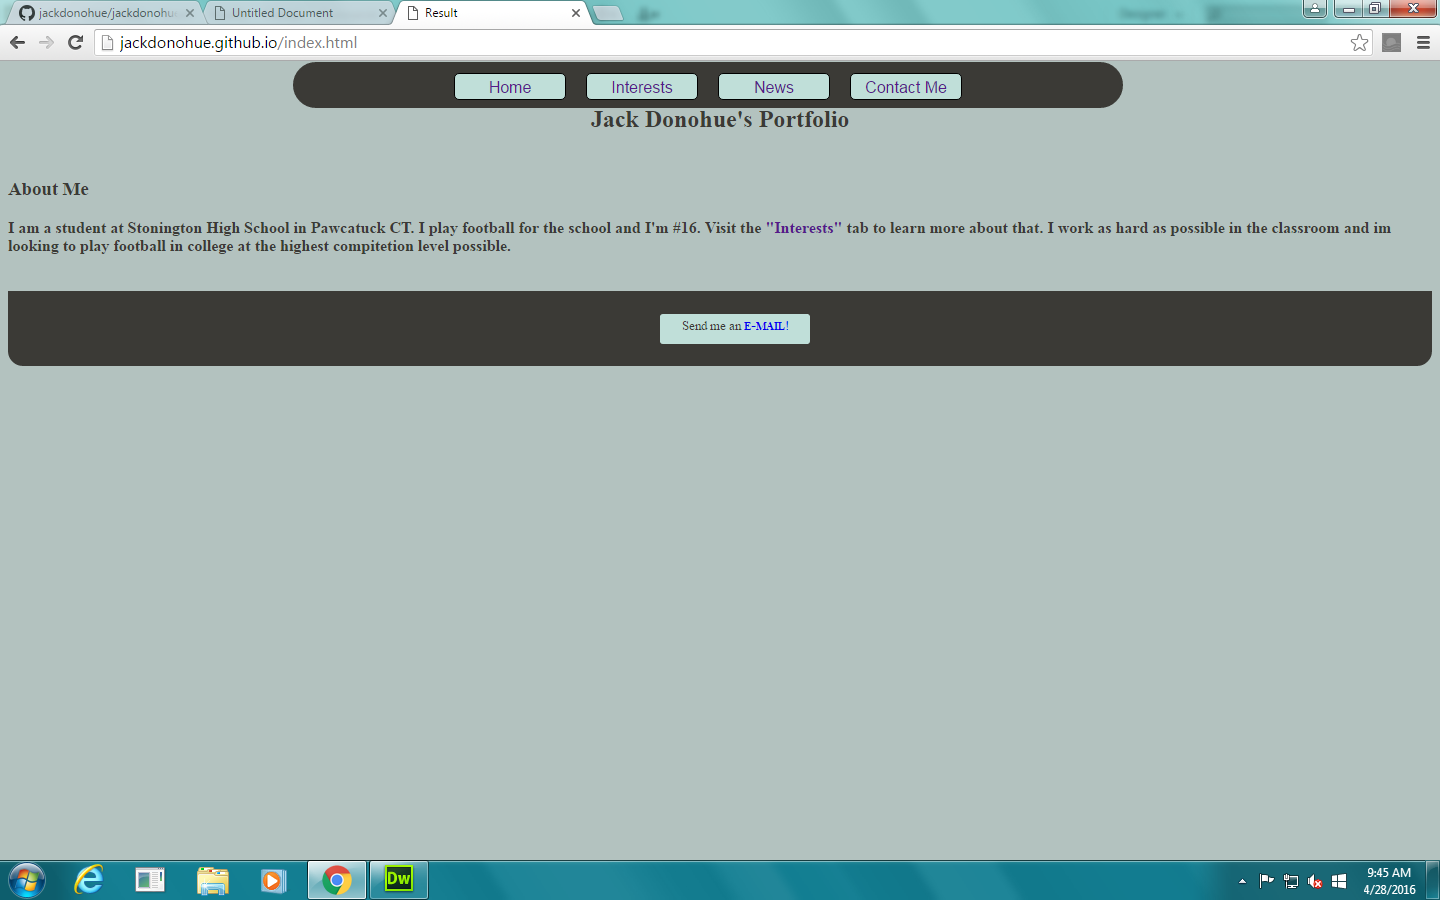 jackdonohue/jackdonohue
Untitled Document
Result
jackdonohue.github.io/index.html
Home Interests News Contact Me
Jack Donohue's Portfolio
About Me
I am a student at Stonington High School in Pawcatuck CT. I play football for the school and I'm #16. Visit the "Interests" tab to learn more about that. I work as hard as possible in the classroom and im
looking to play football in college at the highest compitetion level possible.
Send me an E-MAIL!
Dw
9:45 AM
4/28/2016